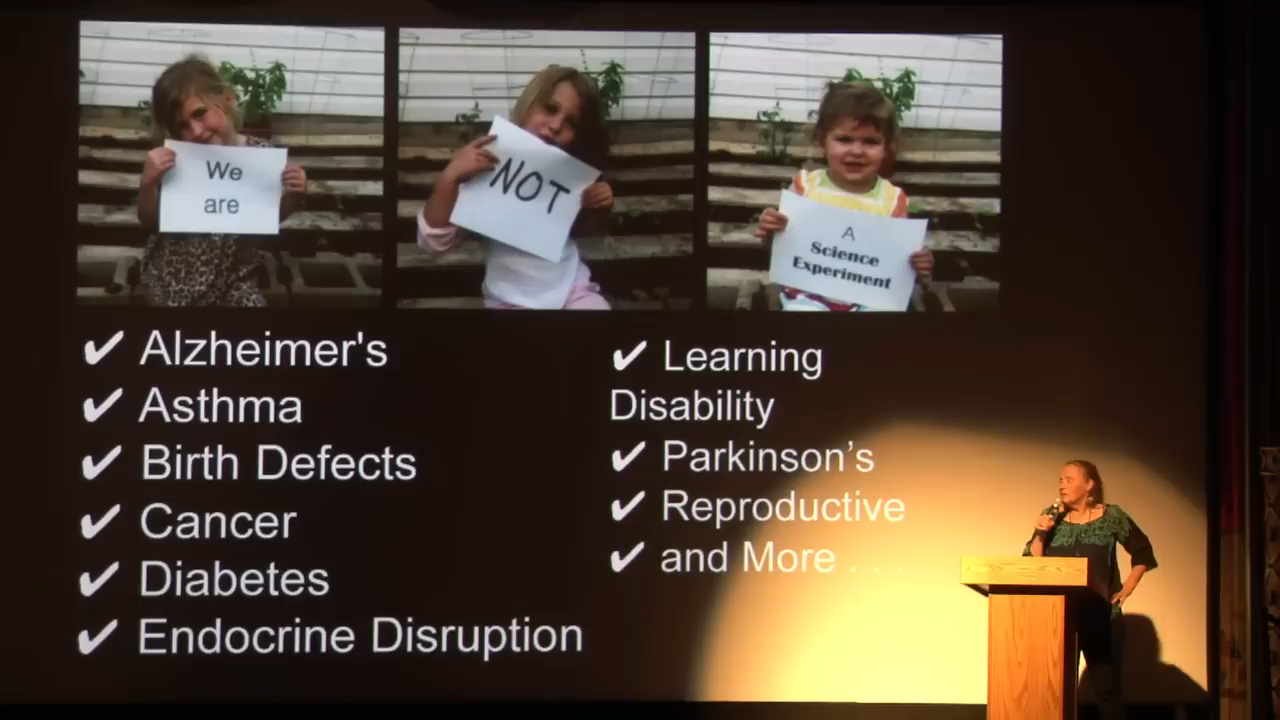 We
are
NOT
A
Science
Experiment
✔ Alzheimer's
✔ Asthma
✔ Birth Defects
✔ Cancer
✔ Diabetes
✔ Endocrine Disruption
✔ Learning
Disability
✔ Parkinson’s
✔ Reproductive
✔ and More . . .